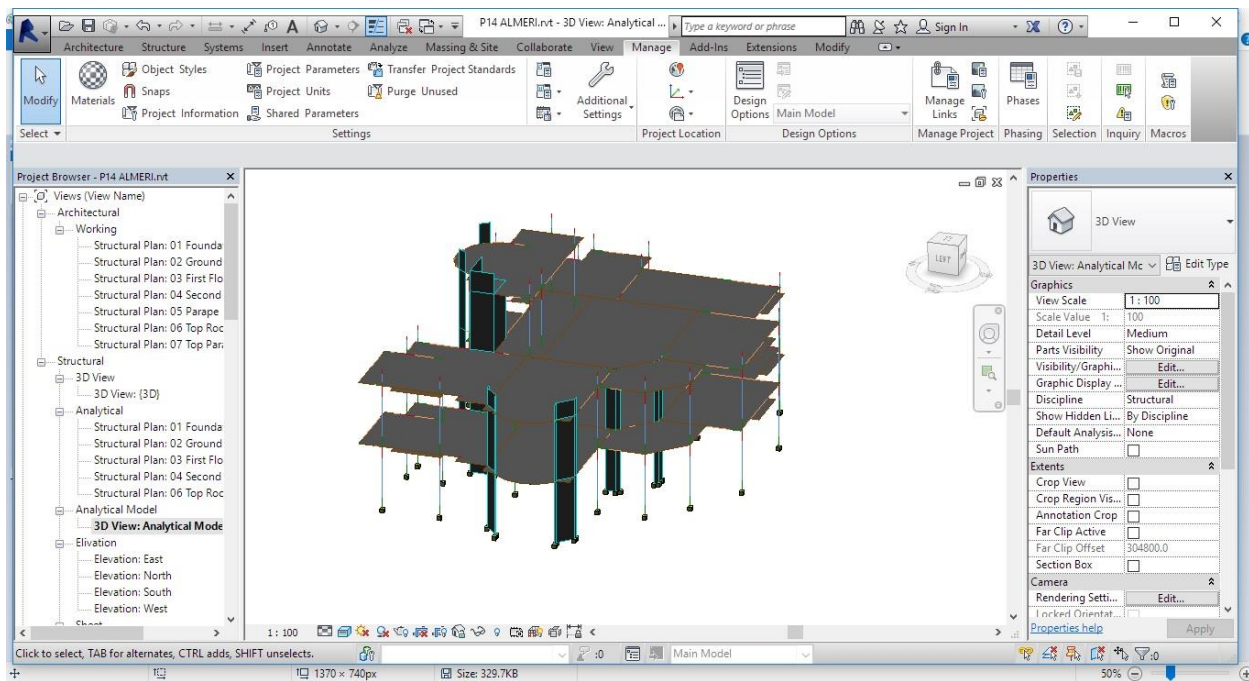 P14 ALMERI.rvt - 3D View: Analytical ...
Type a keyword or phrase
Sign In
Architecture Structure Systems Insert Annotate Analyze Massing & Site Collaborate View Manage Add-Ins Extensions Modify
Modify
Materials
Object Styles
Snaps
Project Information
Project Parameters
Project Units
Shared Parameters
Transfer Project Standards
Purge Unused
Additional Settings
Design Options
Main Model
Manage Links
Phases
Select
Settings
Project Location
Design Options
Manage Project
Phasing
Selection
Inquiry
Macros
Project Browser - P14 ALMERI.rvt
Views (View Name)
Architectural
Working
Structural Plan: 01 Founda
Structural Plan: 02 Ground
Structural Plan: 03 First Flo
Structural Plan: 04 Second
Structural Plan: 05 Parape
Structural Plan: 06 Top Roo
Structural Plan: 07 Top Par
Structural
3D View
3D View: {3D}
Analytical
Structural Plan: 01 Founda
Structural Plan: 02 Ground
Structural Plan: 03 First Flo
Structural Plan: 04 Second
Structural Plan: 06 Top Roo
Analytical Model
3D View: Analytical Mode
Elivation
Elevation: East
Elevation: North
Elevation: South
Elevation: West
LEFT
Properties
3D View
3D View: Analytical Mc
Edit Type
Graphics
View Scale 1 : 100
Scale Value 1: 100
Detail Level Medium
Parts Visibility Show Original
Visibility/Graphi... Edit...
Graphic Display ... Edit...
Discipline Structural
Show Hidden Li... By Discipline
Default Analysis... None
Sun Path
Extents
Crop View
Crop Region Vis...
Annotation Crop
Far Clip Active
Far Clip Offset 304800.0
Section Box
Camera
Rendering Setti... Edit...
Locked Orientat...
Properties help
Apply
1 : 100
Click to select, TAB for alternates, CTRL adds, SHIFT unselects.
:0
Main Model
:0
1370 × 740px
Size: 329.7KB
50%